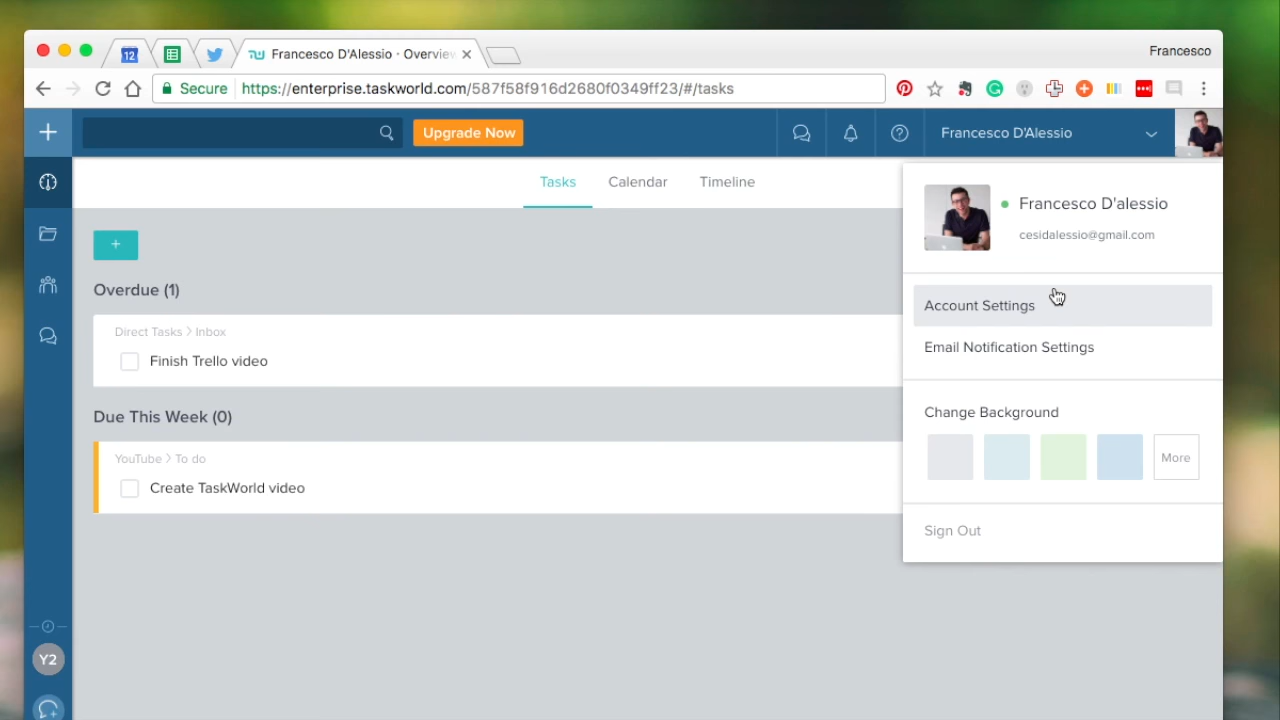 12
Francesco D'Alessio · Overview
Francesco
Secure
https://enterprise.taskworld.com/587f58f916d2680f0349ff23/#/tasks
Upgrade Now
Francesco D'Alessio
Tasks
Calendar
Timeline
Francesco D'alessio
cesidalessio@gmail.com
+
Overdue (1)
Direct Tasks > Inbox
Finish Trello video
Account Settings
Email Notification Settings
Due This Week (0)
YouTube > To do
Create TaskWorld video
Change Background
More
Sign Out
Y2